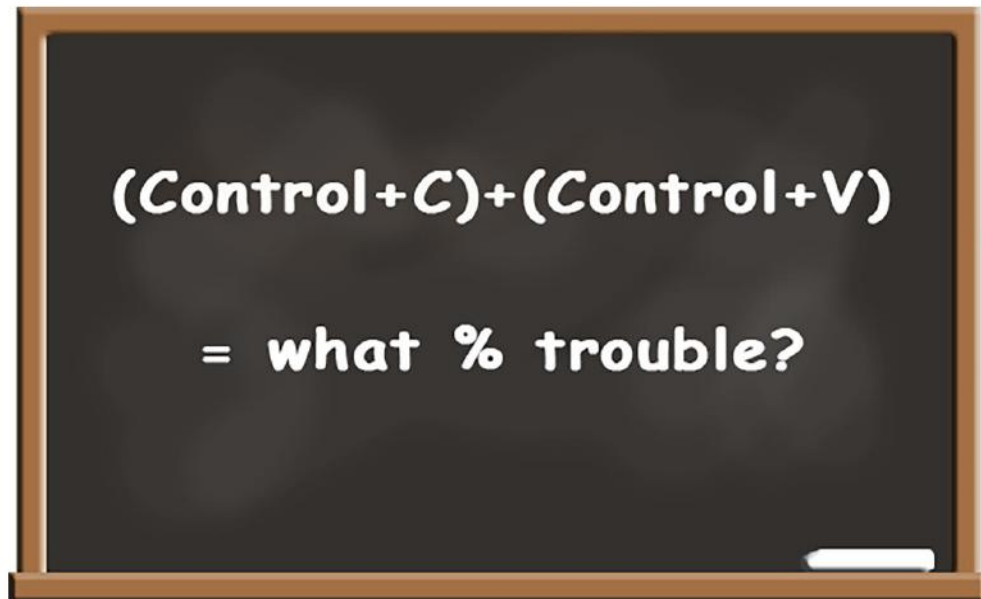 (Control+C)+(Control+V)
= what % trouble?